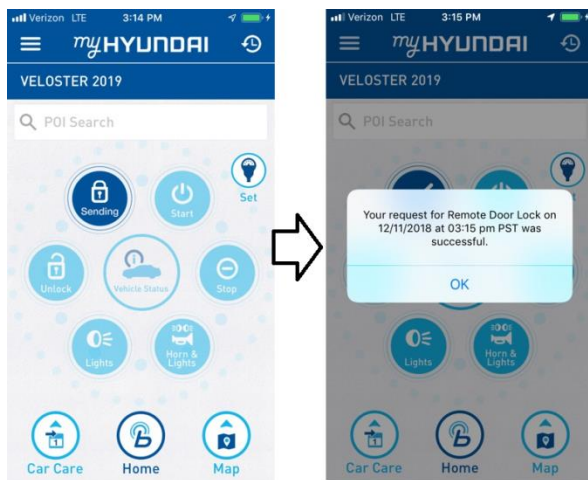 Verizon LTE 3:14 PM
myHYUNDAI
VELOSTER 2019
POI Search
Sending
Start
Set
Unlock
Vehicle Status
Stop
Lights
Horn &
Lights
1
Car Care
Home
Map
Verizon LTE 3:15 PM
myHYUNDAI
VELOSTER 2019
POI Search
Your request for Remote Door Lock on
12/11/2018 at 03:15 pm PST was
successful.
OK
Lights
Horn &
Lights
1
Car Care
Home
Map